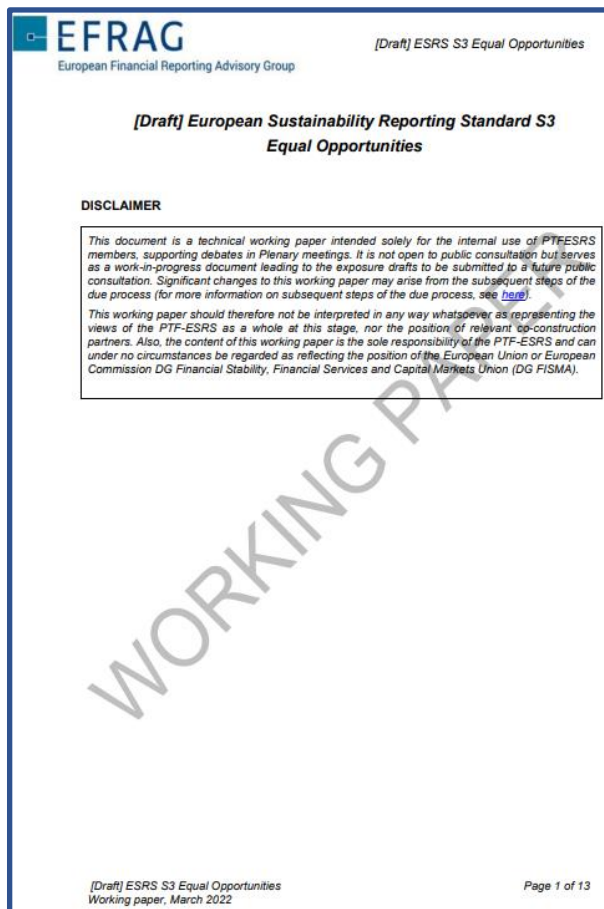 EFRAG
European Financial Reporting Advisory Group
[Draft] ESRS S3 Equal Opportunities
[Draft] European Sustainability Reporting Standard S3
Equal Opportunities
DISCLAIMER
This document is a technical working paper intended solely for the internal use of PTFESRS
members, supporting debates in Plenary meetings. It is not open to public consultation but serves
as a work-in-progress document leading to the exposure drafts to be submitted to a future public
consultation. Significant changes to this working paper may arise from the subsequent steps of the
due process (for more information on subsequent steps of the due process, see here).
This working paper should therefore not be interpreted in any way whatsoever as representing the
views of the PTF-ESRS as a whole at this stage, nor the position of relevant co-construction
partners. Also, the content of this working paper is the sole responsibility of the PTF-ESRS and can
under no circumstances be regarded as reflecting the position of the European Union or European
Commission DG Financial Stability, Financial Services and Capital Markets Union (DG FISMA).
WORKING PAPER
[Draft] ESRS S3 Equal Opportunities
Working paper, March 2022
Page 1 of 13